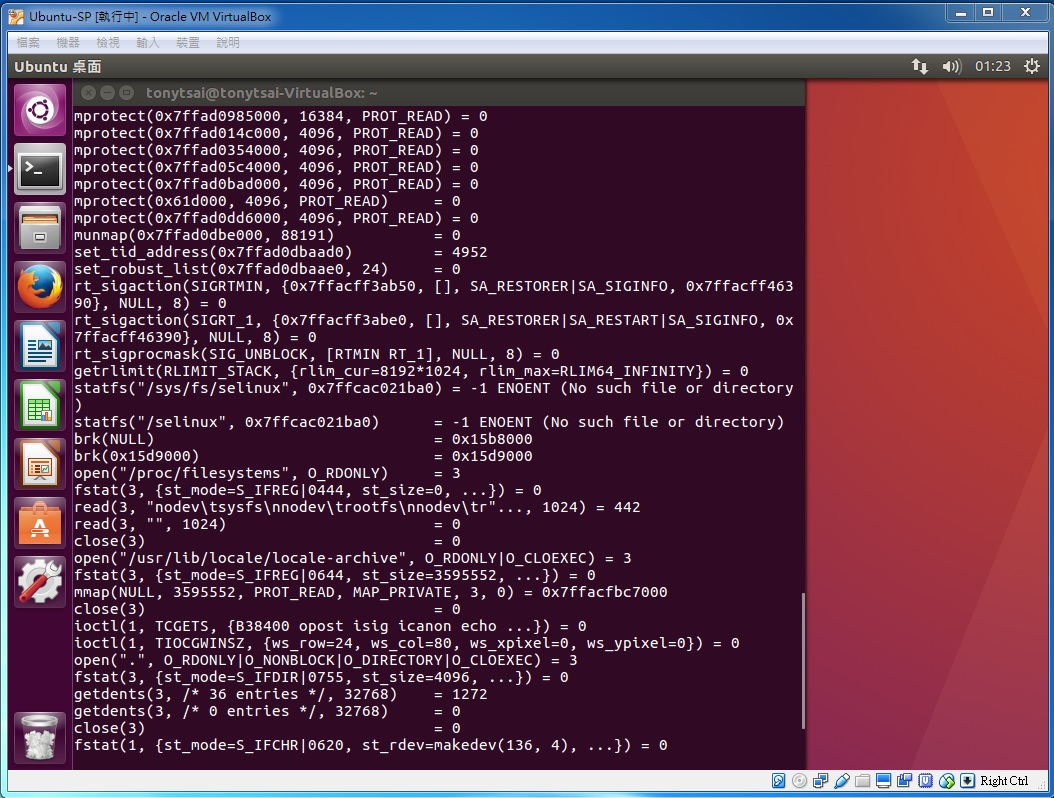 Ubuntu-SP [執行中] - Oracle VM VirtualBox
檔案 機器 檢視 輸入 裝置 說明
Ubuntu 桌面 01:23
tonytsai@tonytsai-VirtualBox: ~
mprotect(0x7ffad0985000, 16384, PROT_READ) = 0
mprotect(0x7ffad014c000, 4096, PROT_READ) = 0
mprotect(0x7ffad0354000, 4096, PROT_READ) = 0
mprotect(0x7ffad05c4000, 4096, PROT_READ) = 0
mprotect(0x7ffad0bad000, 4096, PROT_READ) = 0
mprotect(0x61d000, 4096, PROT_READ)     = 0
mprotect(0x7ffad0dd6000, 4096, PROT_READ) = 0
munmap(0x7ffad0dbe000, 88191)           = 0
set_tid_address(0x7ffad0dbaad0)         = 4952
set_robust_list(0x7ffad0dbaae0, 24)     = 0
rt_sigaction(SIGRTMIN, {0x7ffacff3ab50, [], SA_RESTORER|SA_SIGINFO, 0x7ffacff463
90}, NULL, 8) = 0
rt_sigaction(SIGRT_1, {0x7ffacff3abe0, [], SA_RESTORER|SA_RESTART|SA_SIGINFO, 0x
7ffacff46390}, NULL, 8) = 0
rt_sigprocmask(SIG_UNBLOCK, [RTMIN RT_1], NULL, 8) = 0
getrlimit(RLIMIT_STACK, {rlim_cur=8192*1024, rlim_max=RLIM64_INFINITY}) = 0
statfs("/sys/fs/selinux", 0x7ffcac021ba0) = -1 ENOENT (No such file or directory
)
statfs("/selinux", 0x7ffcac021ba0)      = -1 ENOENT (No such file or directory)
brk(NULL)                               = 0x15b8000
brk(0x15d9000)                          = 0x15d9000
open("/proc/filesystems", O_RDONLY)     = 3
fstat(3, {st_mode=S_IFREG|0444, st_size=0, ...}) = 0
read(3, "nodev\tsysfs\nnodev\trootfs\nnodev\tr"..., 1024) = 442
read(3, "", 1024)                       = 0
close(3)                                = 0
open("/usr/lib/locale/locale-archive", O_RDONLY|O_CLOEXEC) = 3
fstat(3, {st_mode=S_IFREG|0644, st_size=3595552, ...}) = 0
mmap(NULL, 3595552, PROT_READ, MAP_PRIVATE, 3, 0) = 0x7ffacfbc7000
close(3)                                = 0
ioctl(1, TCGETS, {B38400 opost isig icanon echo ...}) = 0
ioctl(1, TIOCGWINSZ, {ws_row=24, ws_col=80, ws_xpixel=0, ws_ypixel=0}) = 0
open(".", O_RDONLY|O_NONBLOCK|O_DIRECTORY|O_CLOEXEC) = 3
fstat(3, {st_mode=S_IFDIR|0755, st_size=4096, ...}) = 0
getdents(3, /* 36 entries */, 32768)    = 1272
getdents(3, /* 0 entries */, 32768)     = 0
close(3)                                = 0
fstat(1, {st_mode=S_IFCHR|0620, st_rdev=makedev(136, 4), ...}) = 0
Right Ctrl